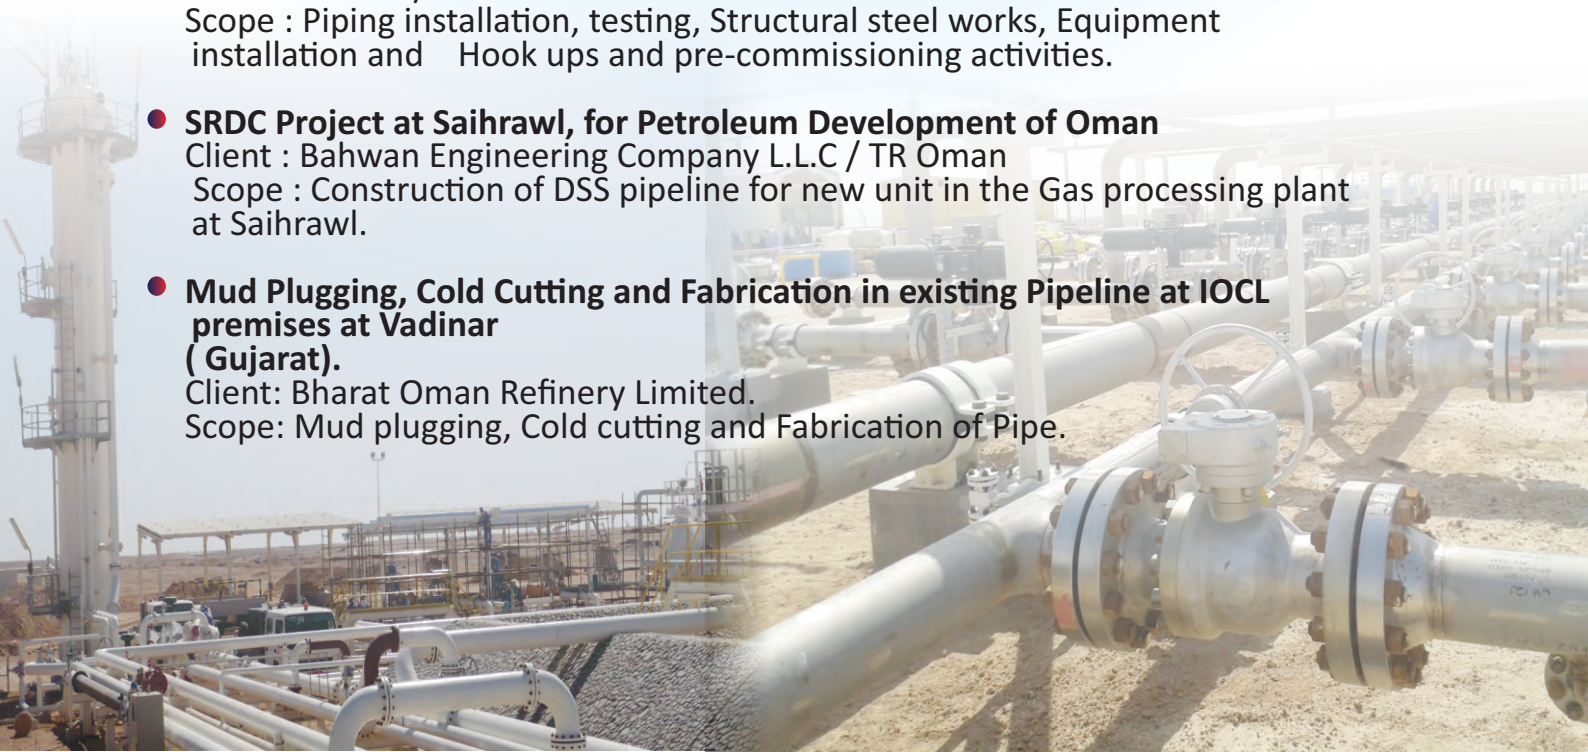 Scope : Piping installation, testing, Structural steel works, Equipment
installation and Hook ups and pre-commissioning activities.
SRDC Project at Saihrawl, for Petroleum Development of Oman
Client : Bahwan Engineering Company L.L.C / TR Oman
Scope : Construction of DSS pipeline for new unit in the Gas processing plant
at Saihrawl.
Mud Plugging, Cold Cutting and Fabrication in existing Pipeline at IOCL
premises at Vadinar
( Gujarat).
Client: Bharat Oman Refinery Limited.
Scope: Mud plugging, Cold cutting and Fabrication of Pipe.